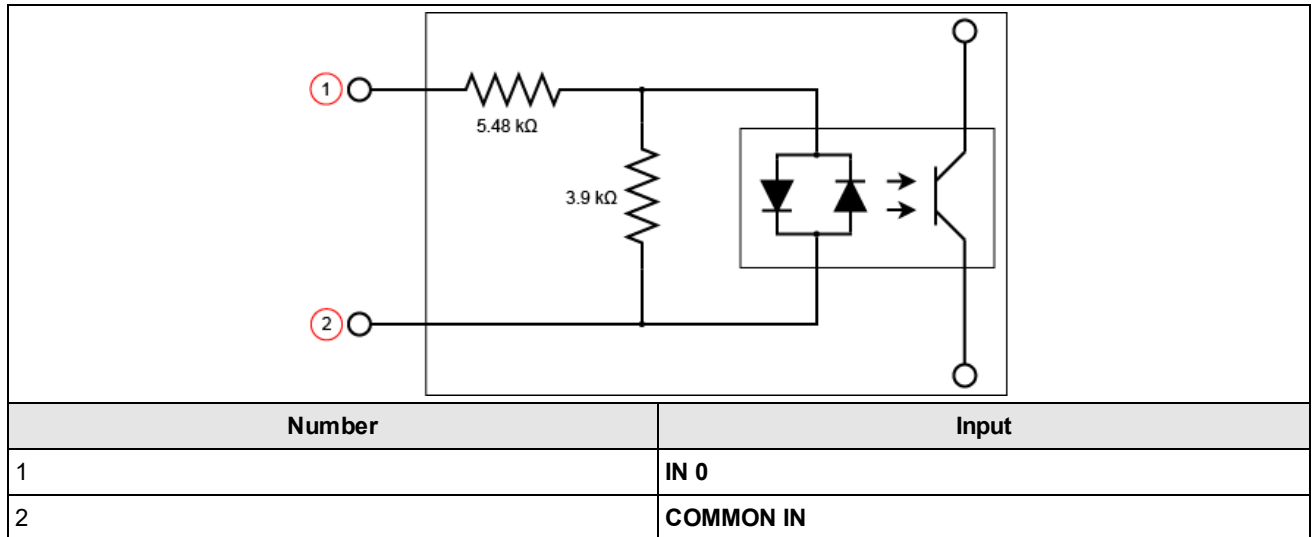 1
5.48 kΩ
3.9 kΩ
2
Number Input
1 IN 0
2 COMMON IN